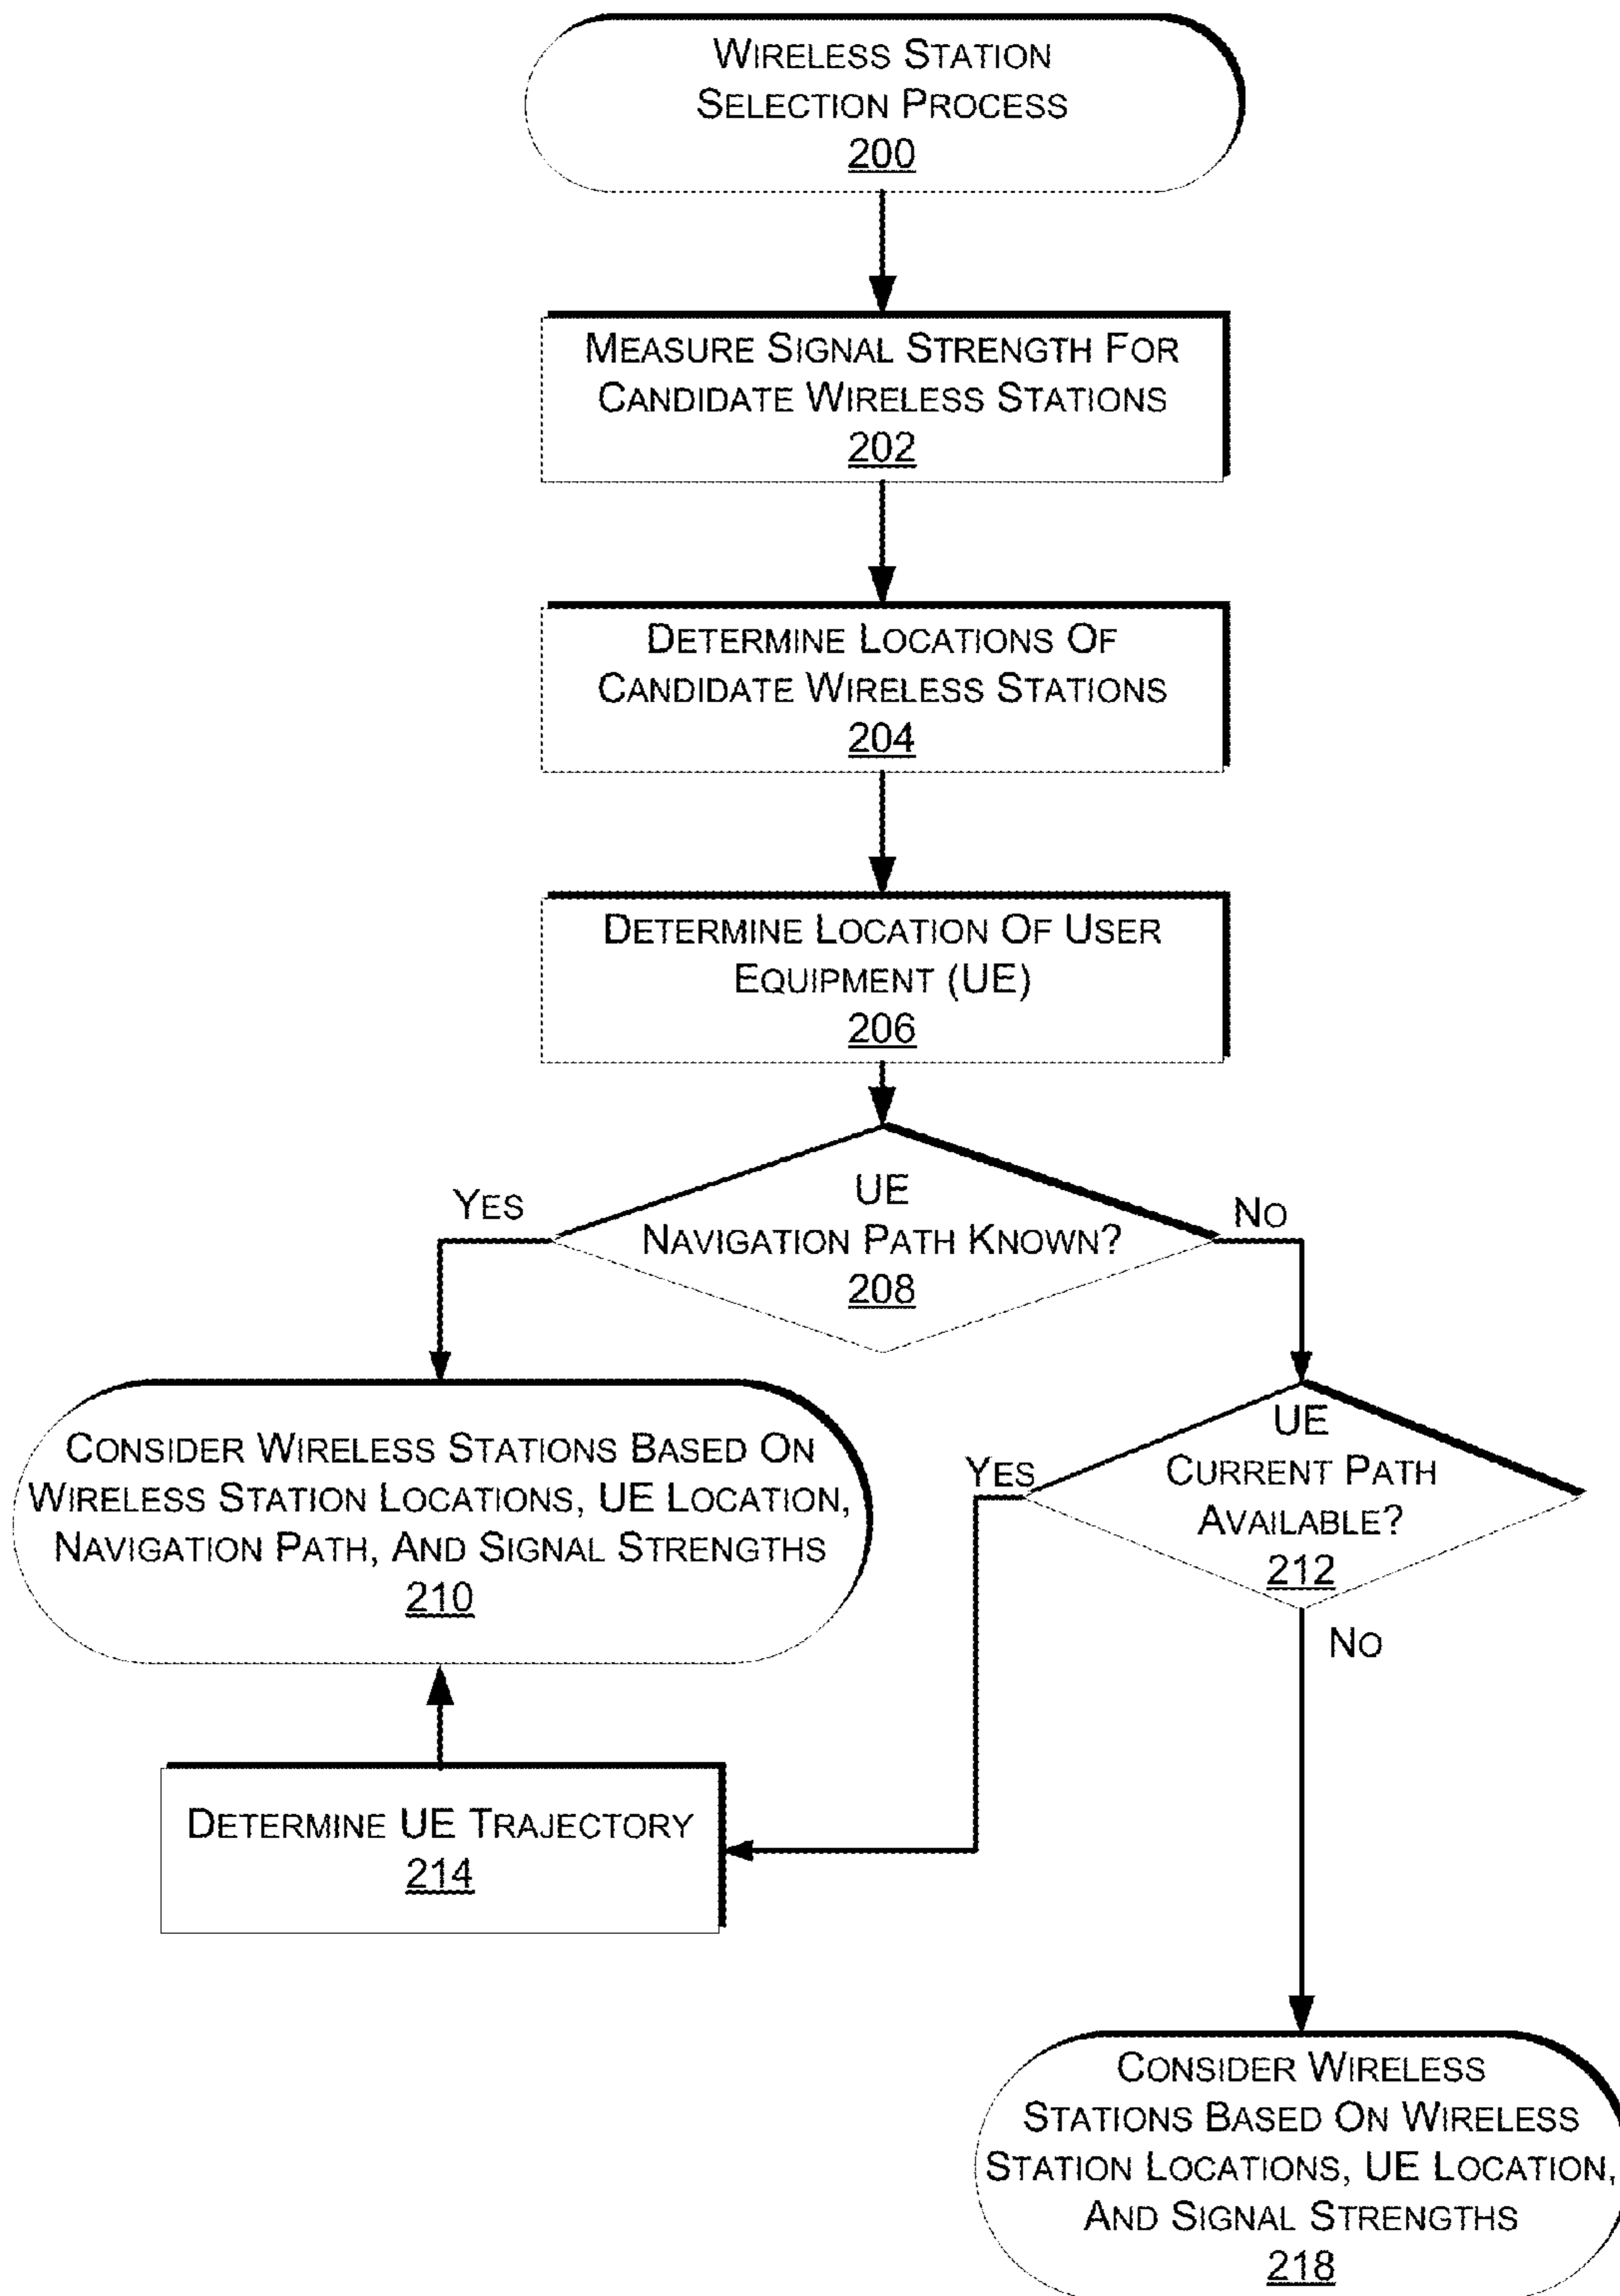 WIRELESS STATION
SELECTION PROCESS
200
MEASURE SIGNAL STRENGTH FOR
CANDIDATE WIRELESS STATIONS
202
DETERMINE LOCATIONS OF
CANDIDATE WIRELESS STATIONS
204
DETERMINE LOCATION OF USER
EQUIPMENT (UE)
206
UE
NAVIGATION PATH KNOWN?
208
YES
NO
CONSIDER WIRELESS STATIONS BASED ON
WIRELESS STATION LOCATIONS, UE LOCATION,
NAVIGATION PATH, AND SIGNAL STRENGTHS
210
UE
CURRENT PATH
AVAILABLE?
212
YES
NO
DETERMINE UE TRAJECTORY
214
CONSIDER WIRELESS
STATIONS BASED ON WIRELESS
STATION LOCATIONS, UE LOCATION,
AND SIGNAL STRENGTHS
218